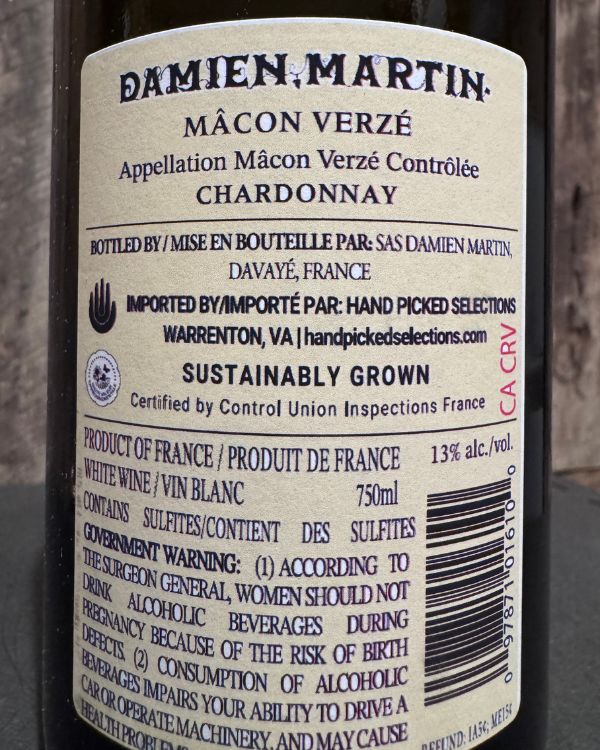 DAMIEN MARTIN
MÂCON VERZÉ
Appellation Mâcon Verzé Contrôlée
CHARDONNAY
BOTTLED BY / MISE EN BOUTEILLE PAR: SAS DAMIEN MARTIN,
DAVAYÉ, FRANCE
IMPORTED BY/IMPORTÉ PAR: HAND PICKED SELECTIONS
WARRENTON, VA | handpickedselections.com
SUSTAINABLY GROWN
Certified by Control Union Inspections France
CA CRV
PRODUCT OF FRANCE / PRODUIT DE FRANCE
13% alc./vol.
WHITE WINE / VIN BLANC 750ml
CONTAINS SULFITES/CONTIENT DES SULFITES
GOVERNMENT WARNING: (1) ACCORDING TO
THE SURGEON GENERAL, WOMEN SHOULD NOT
DRINK ALCOHOLIC BEVERAGES DURING
PREGNANCY BECAUSE OF THE RISK OF BIRTH
DEFECTS. (2) CONSUMPTION OF ALCOHOLIC
BEVERAGES IMPAIRS YOUR ABILITY TO DRIVE A
CAR OR OPERATE MACHINERY, AND MAY CAUSE
HEALTH PROBLEMS
0 97871 01610 0
REFUND: IA5¢; ME15¢